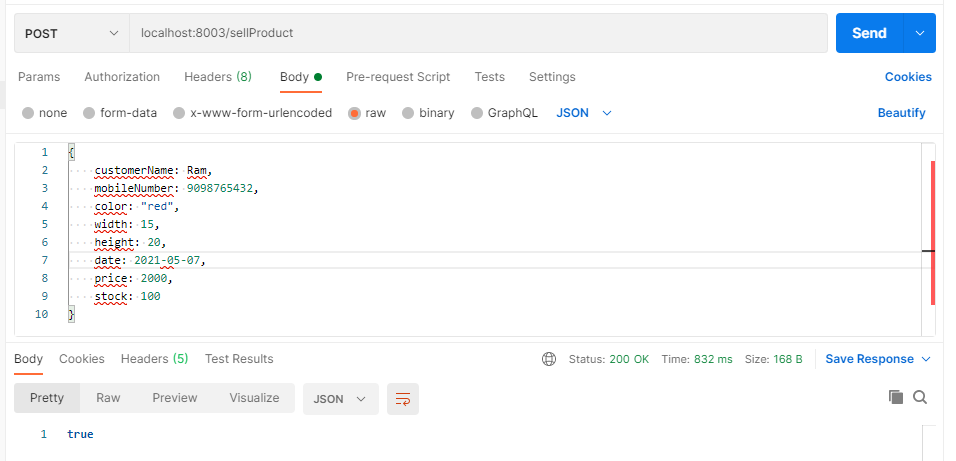 POST localhost:8003/sellProduct Send
Params Authorization Headers (8) Body Pre-request Script Tests Settings Cookies
none form-data x-www-form-urlencoded raw binary GraphQL JSON Beautify
1 {
2 customerName: Ram,
3 mobileNumber: 9098765432,
4 color: "red",
5 width: 15,
6 height: 20,
7 date: 2021-05-07,
8 price: 2000,
9 stock: 100
10 }
Body Cookies Headers (5) Test Results Status: 200 OK Time: 832 ms Size: 168 B Save Response
Pretty Raw Preview Visualize JSON
1 true